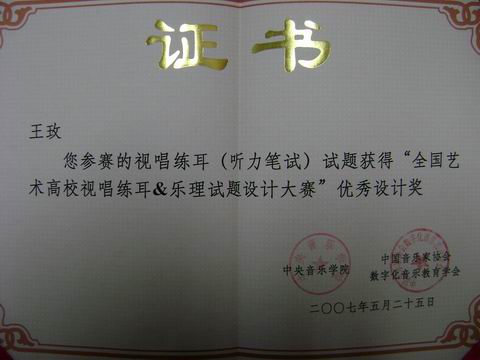 证书
王玫
您参赛的视唱练耳（听力笔试）试题获得“全国艺
术高校视唱练耳&乐理试题设计大赛”优秀设计奖
中央音乐学院
中国音乐家协会
数字化音乐教育学会
二〇〇七年五月二十五日